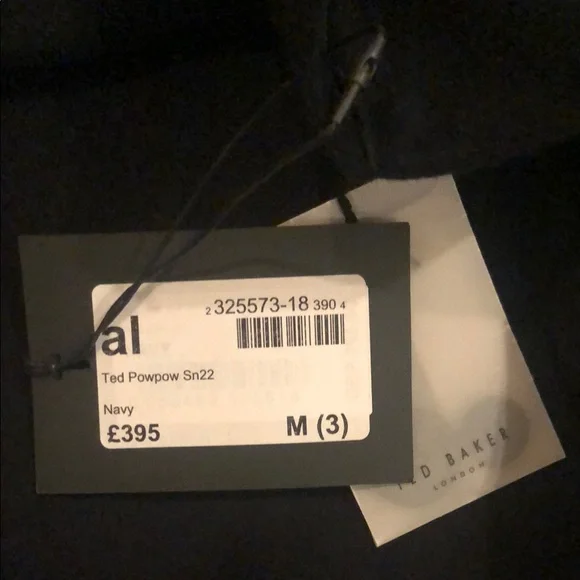 2 325573-18 390 4
al
Ted Powpow Sn22
Navy
£395
M (3)
TED BAKER
LONDON